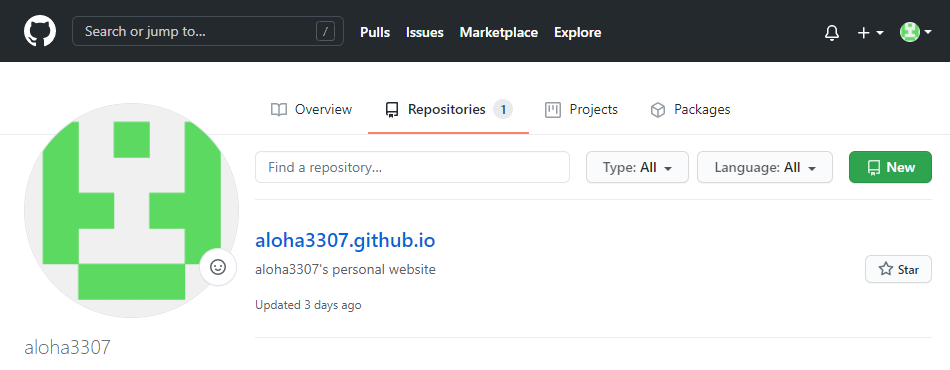 Search or jump to... /
Pulls Issues Marketplace Explore
Overview Repositories 1 Projects Packages
Find a repository... Type: All Language: All New
aloha3307.github.io
aloha3307's personal website
Star
Updated 3 days ago
aloha3307